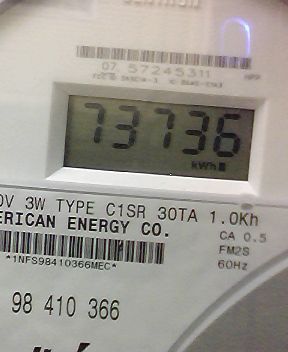 07 57245311
73736
kWh
0V 3W TYPE C1SR 30TA 1.0Kh
ERICAN ENERGY CO.
CA 0.5
FM2S
*1NFS98410366MEC*
60Hz
98 410 366